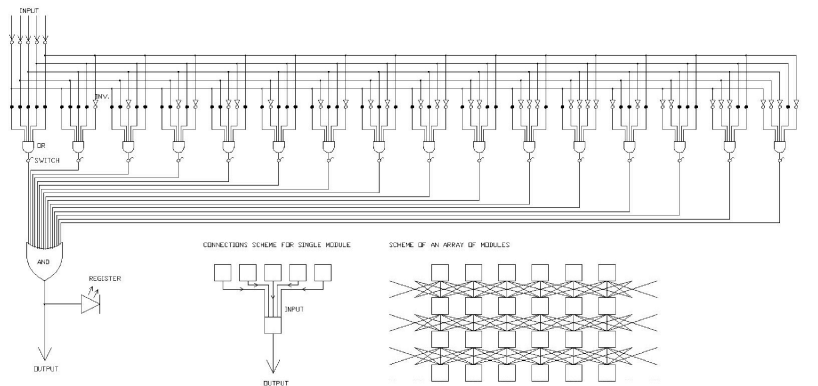 INPUT
INV.
OR
SWITCH
CONNECTIONS SCHEME FOR SINGLE MODULE
SCHEME OF AN ARRAY OF MODULES
AND
REGISTER
INPUT
OUTPUT
OUTPUT